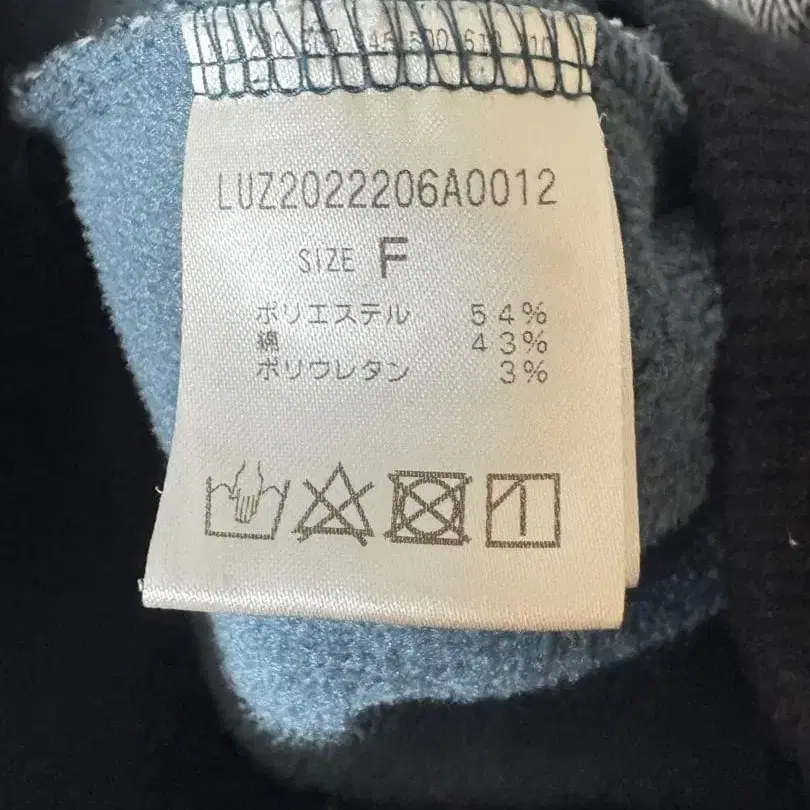 LUZ2022206A0012
SIZE F
ポリエステル 54%
綿 43%
ポリウレタン 3%